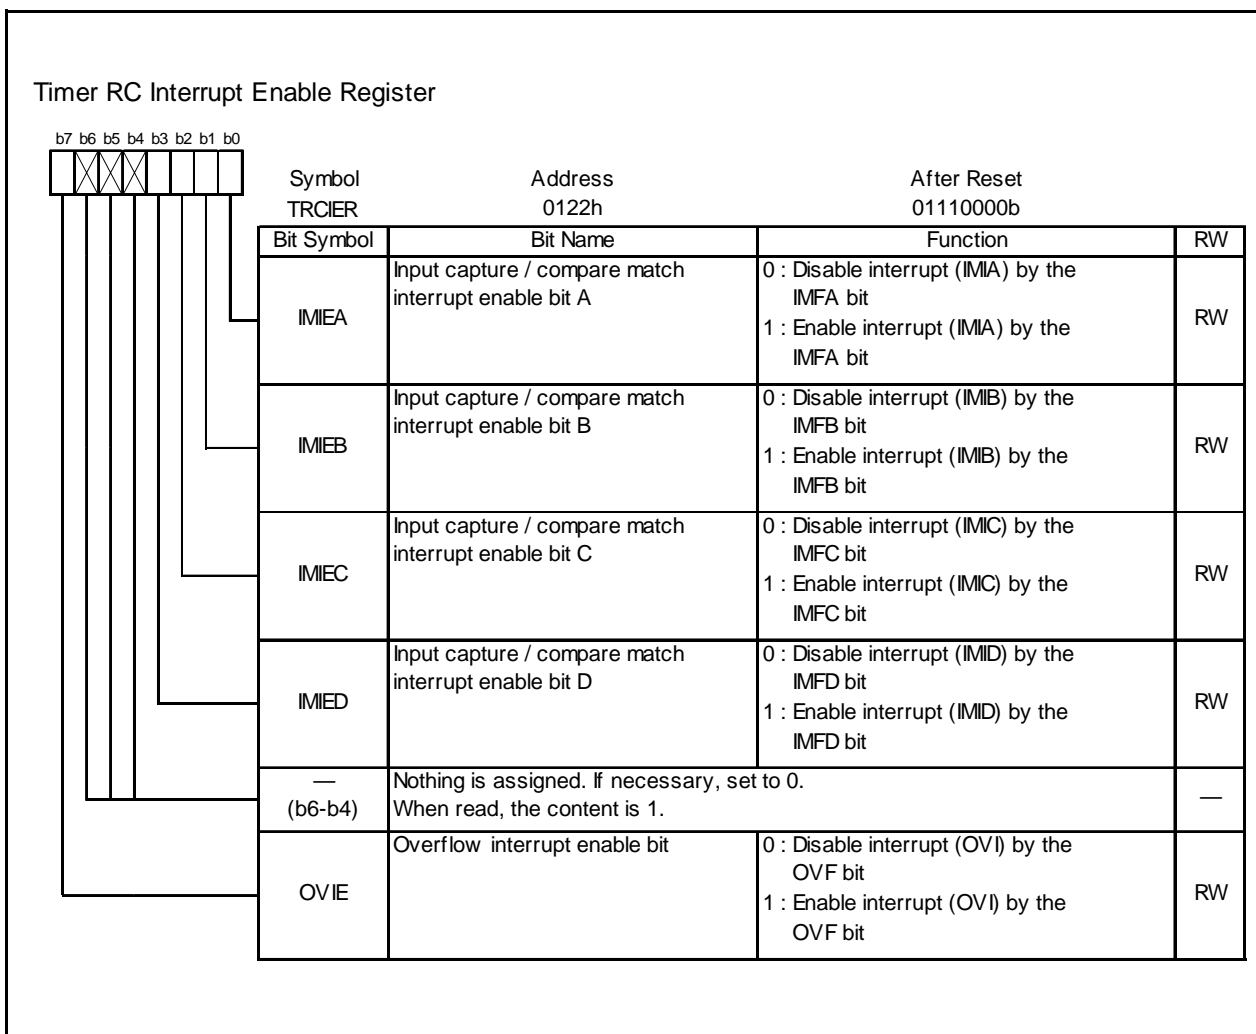 Timer RC Interrupt Enable Register
b7 b6 b5 b4 b3 b2 b1 b0
Symbol Address After Reset
TRCIER 0122h 01110000b
Bit Symbol Bit Name Function RW
IMIEA
Input capture / compare match
interrupt enable bit A
0 : Disable interrupt (IMIA) by the
IMFA bit
1 : Enable interrupt (IMIA) by the
IMFA bit
RW
IMIEB
Input capture / compare match
interrupt enable bit B
0 : Disable interrupt (IMIB) by the
IMFB bit
1 : Enable interrupt (IMIB) by the
IMFB bit
RW
IMIEC
Input capture / compare match
interrupt enable bit C
0 : Disable interrupt (IMIC) by the
IMFC bit
1 : Enable interrupt (IMIC) by the
IMFC bit
RW
IMIED
Input capture / compare match
interrupt enable bit D
0 : Disable interrupt (IMID) by the
IMFD bit
1 : Enable interrupt (IMID) by the
IMFD bit
RW
—
(b6-b4)
Nothing is assigned. If necessary, set to 0.
When read, the content is 1.
—
OVIE
Overflow interrupt enable bit
0 : Disable interrupt (OVI) by the
OVF bit
1 : Enable interrupt (OVI) by the
OVF bit
RW